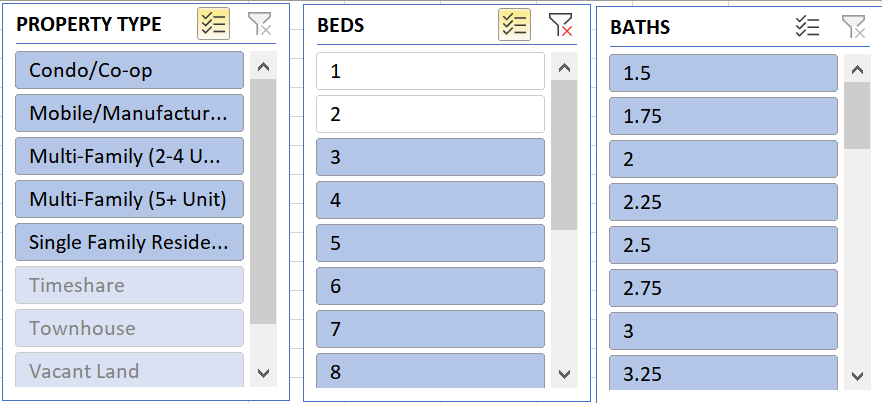 PROPERTY TYPE
Condo/Co-op
Mobile/Manufactur...
Multi-Family (2-4 U...
Multi-Family (5+ Unit)
Single Family Reside...
Timeshare
Townhouse
Vacant Land
BEDS
1
2
3
4
5
6
7
8
BATHS
1.5
1.75
2
2.25
2.5
2.75
3
3.25